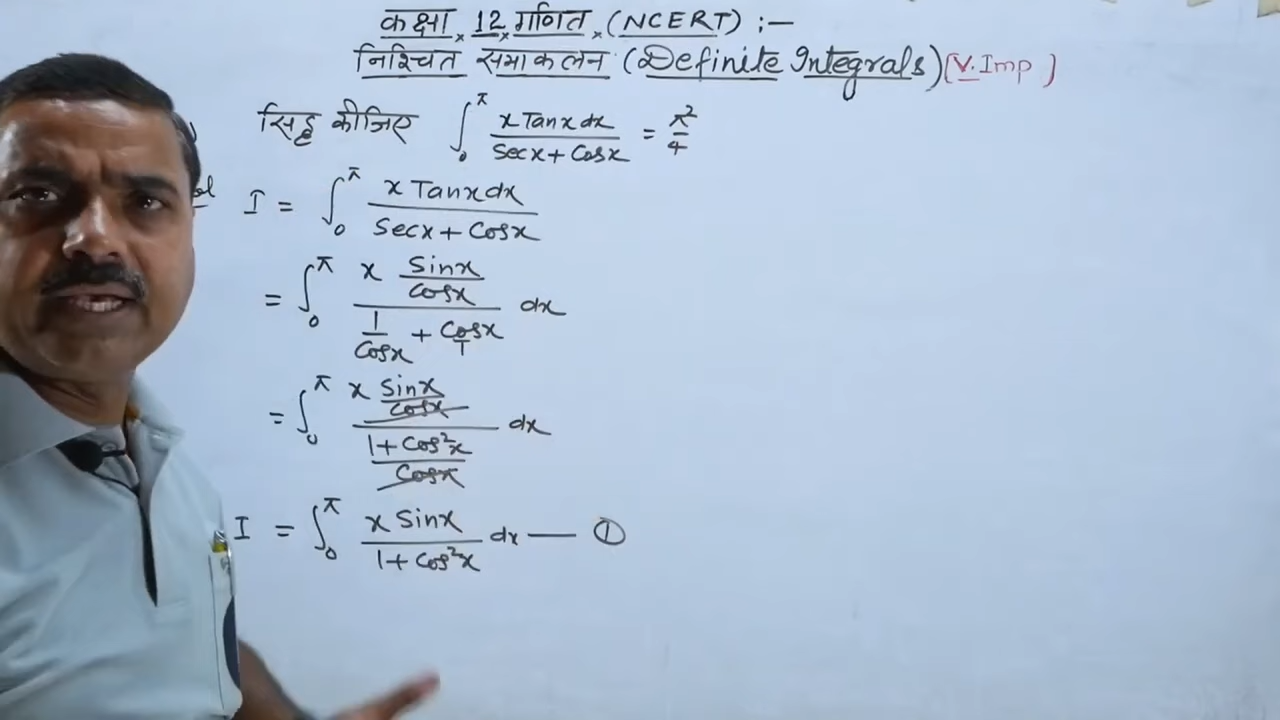 कक्षा × 12 × गणित × (NCERT) :—
निश्चित समाकलन (Definite Integrals) [V. Imp)
सिद्ध कीजिए ∫₀^π x Tanx dx / Secx + Cosx = π²/4
I = ∫₀^π x Tanx dx / Secx + Cosx
= ∫₀^π x Sinx/Cosx / 1/Cosx + Cosx/1 dx
= ∫₀^π x Sinx/Cosx / 1+Cos²x/Cosx dx
I = ∫₀^π x Sinx / 1+Cos²x dx — ①